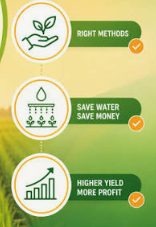 RIGHT METHODS
SAVE WATER
SAVE MONEY
HIGHER YIELD
MORE PROFIT